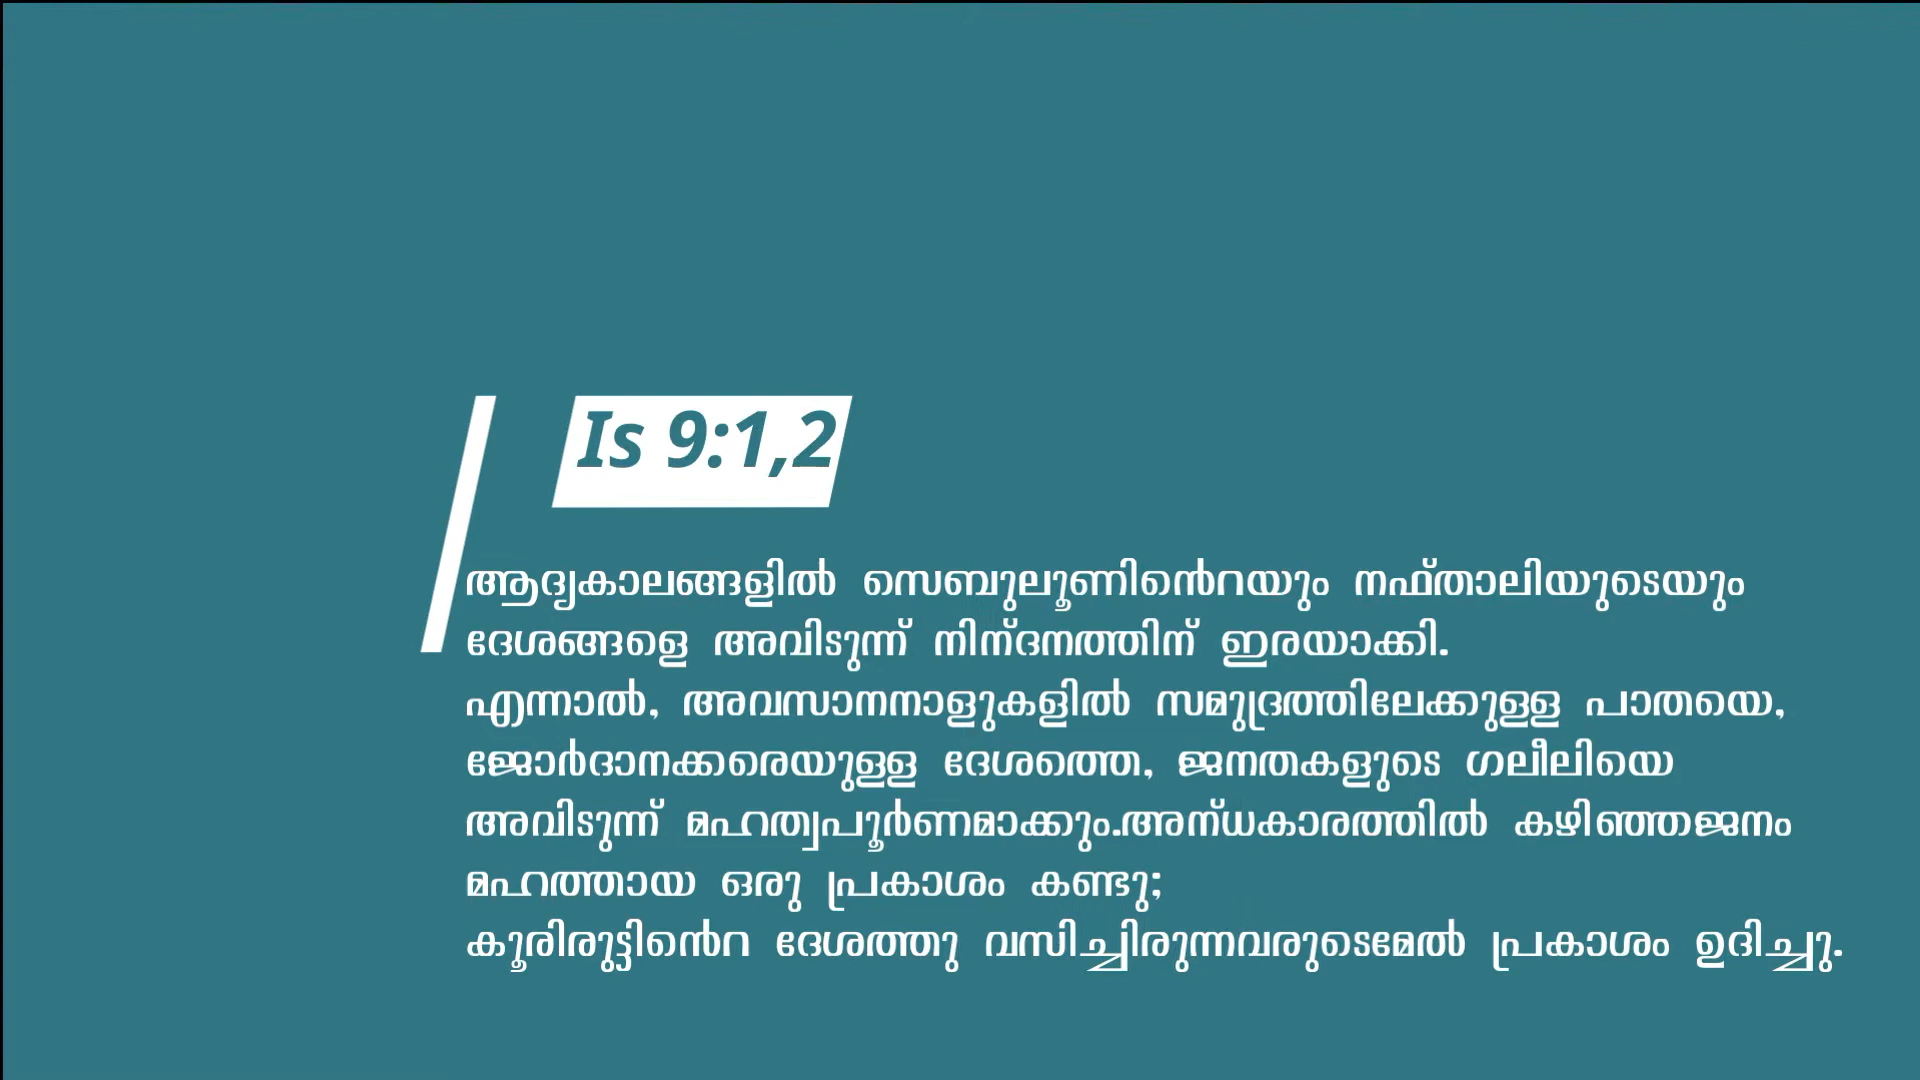 Is 9:1,2
ആദ്യകാലങ്ങളിൽ സെബുലൂണിൻെറയും നഫ്താലിയുടെയും
ദേശങ്ങളെ അവിടുന്ന് നിന്ദനത്തിന് ഇരയാക്കി.
എന്നാൽ, അവസാനനാളുകളിൽ സമുദ്രത്തിലേക്കുള്ള പാതയെ,
ജോർദാനക്കരെയുള്ള ദേശത്തെ, ജനതകളുടെ ഗലീലിയെ
അവിടുന്ന് മഹത്വപൂർണമാക്കും.അന്ധകാരത്തിൽ കഴിഞ്ഞജനം
മഹത്തായ ഒരു പ്രകാശം കണ്ടു;
കൂരിരുട്ടിൻെറ ദേശത്തു വസിച്ചിരുന്നവരുടെമേൽ പ്രകാശം ഉദിച്ചു.